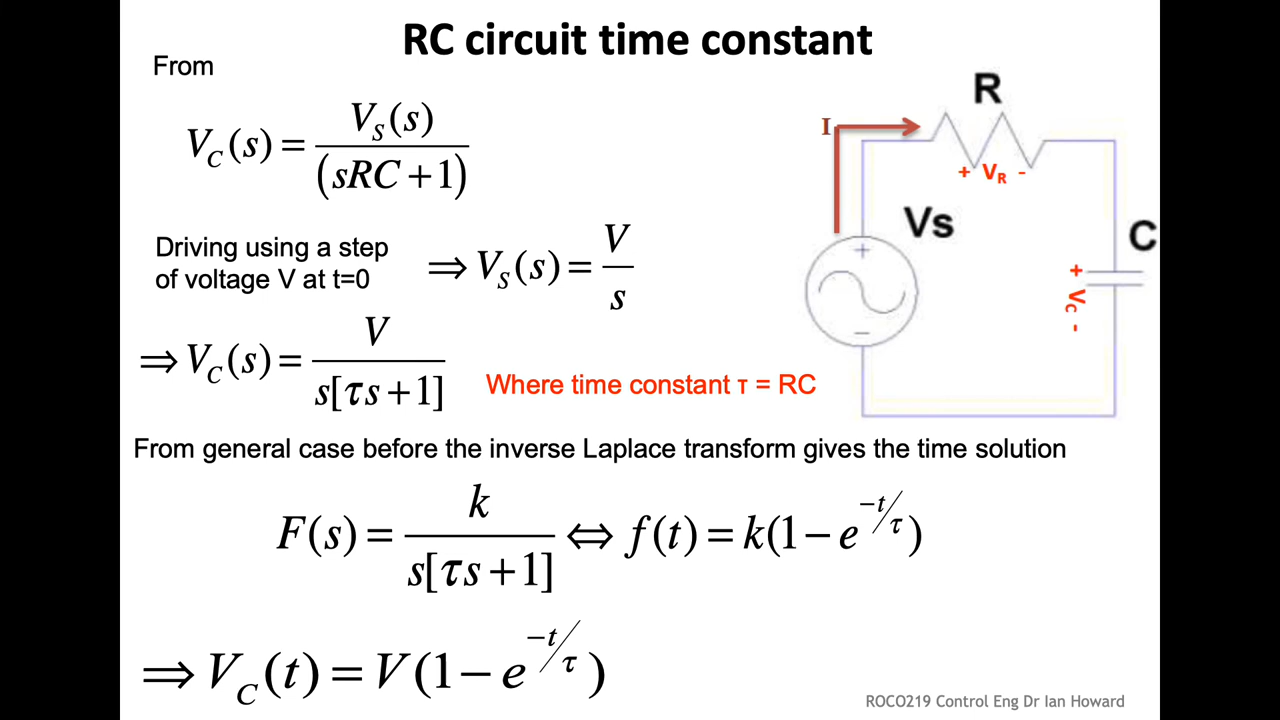 RC circuit time constant
From
V_C(s) = V_S(s) / (sRC + 1)
Driving using a step
of voltage V at t=0
⇒ V_S(s) = V / s
⇒ V_C(s) = V / s[τs + 1]
Where time constant τ = RC
R
I
+ V_R -
Vs
C
+
−
+ V_C -
From general case before the inverse Laplace transform gives the time solution
F(s) = k / s[τs + 1] ⇔ f(t) = k(1 − e^{−t/τ})
⇒ V_C(t) = V(1 − e^{−t/τ})
ROCO219 Control Eng Dr Ian Howard